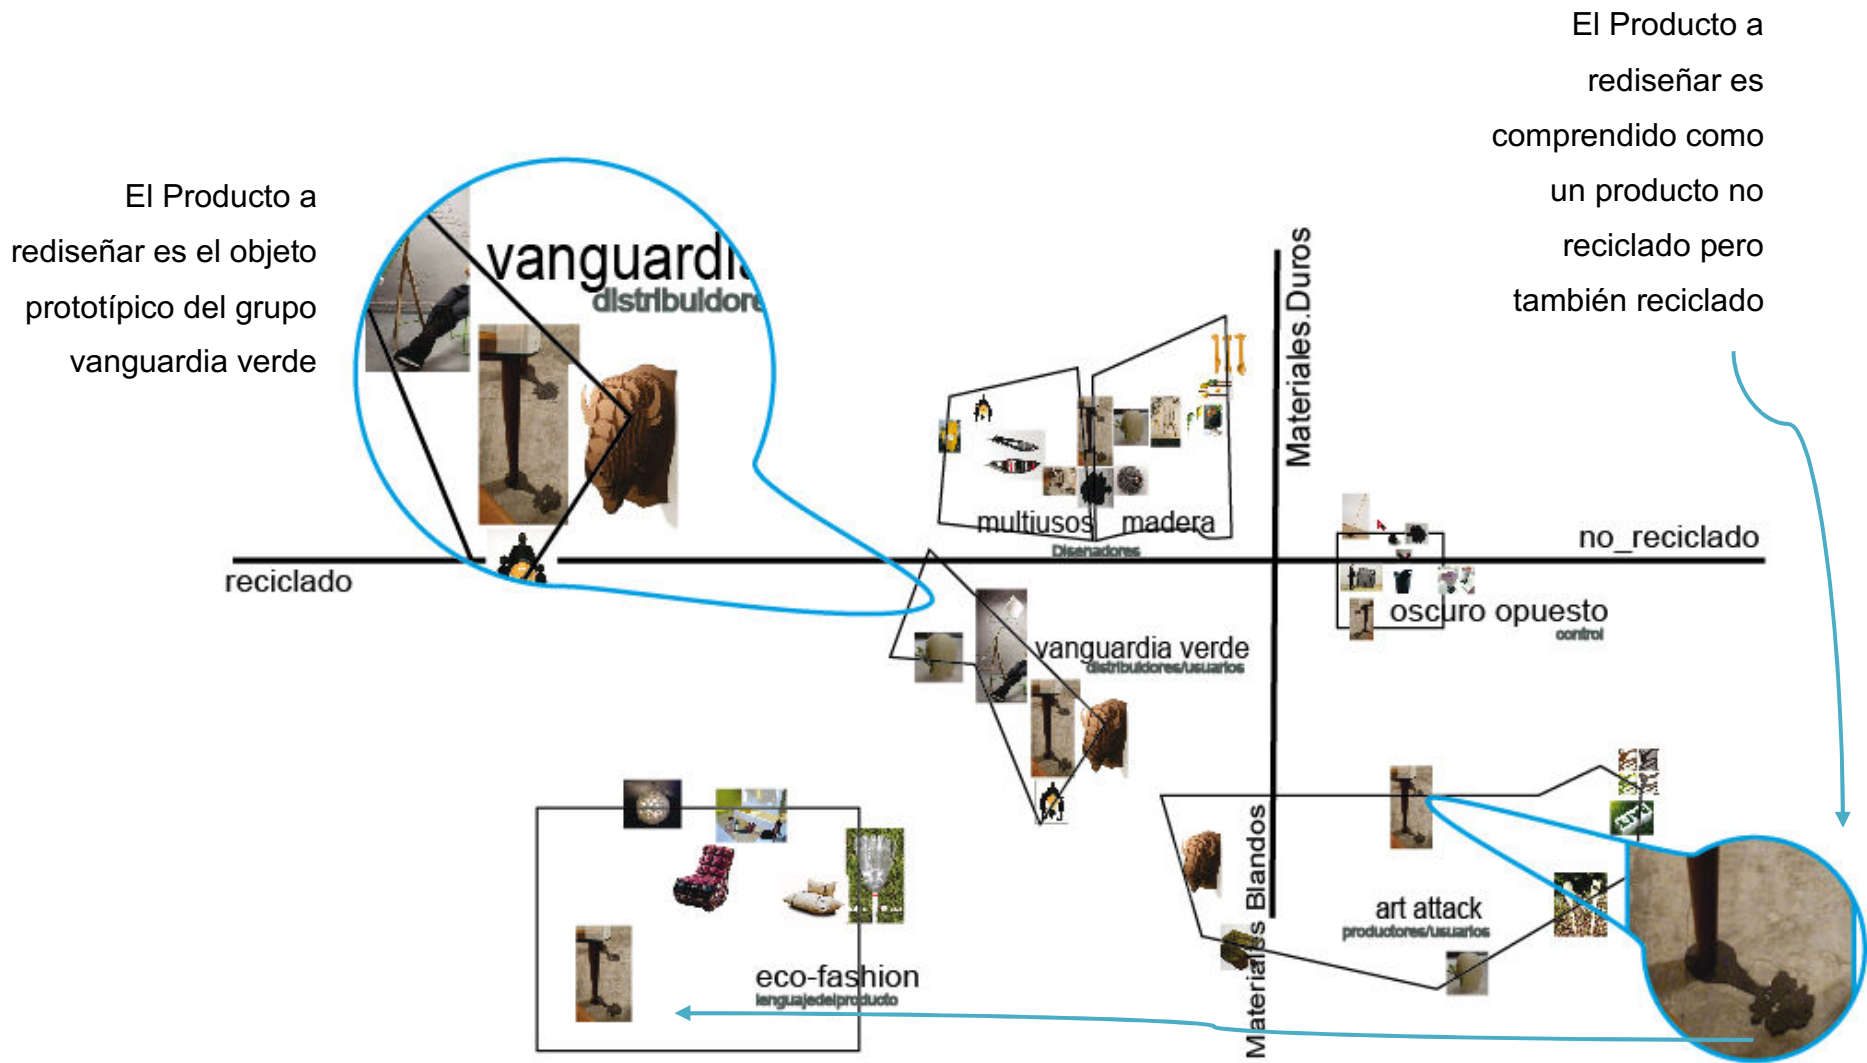 El Producto a
rediseñar es
comprendido como
un producto no
reciclado pero
también reciclado
El Producto a
rediseñar es el objeto
prototípico del grupo
vanguardia verde
vanguardia
distribuidore
Materiales.Duros
multiusos
madera
Disenadores
no_reciclado
reciclado
oscuro opuesto
control
vanguardia verde
distribuidores/usuarios
Materiales Blandos
art attack
productores/usuarios
eco-fashion
lenguajedelproducto